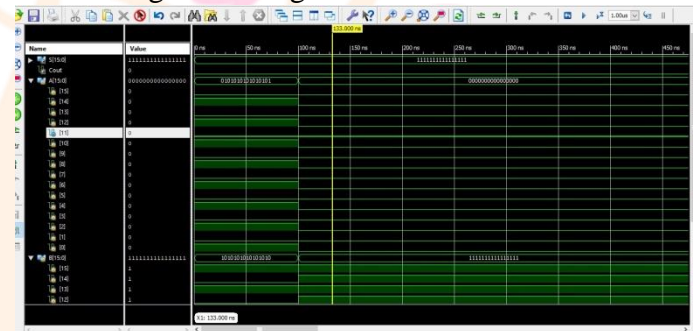 1.00us
133.000 ns
Name Value 0 ns 50 ns 100 ns 150 ns 200 ns 250 ns 300 ns 350 ns 400 ns 450 ns
S[15:0] 1111111111111111 1111111111111111
Cout 0
A[15:0] 0000000000000000 0101010101010101 0000000000000000
[15] 0
[14] 0
[13] 0
[12] 0
[11] 0
[10] 0
[9] 0
[8] 0
[7] 0
[6] 0
[5] 0
[4] 0
[3] 0
[2] 0
[1] 0
[0] 0
B[15:0] 1111111111111111 1010101010101010 1111111111111111
[15] 1
[14] 1
[13] 1
[12] 1
X1: 133.000 ns